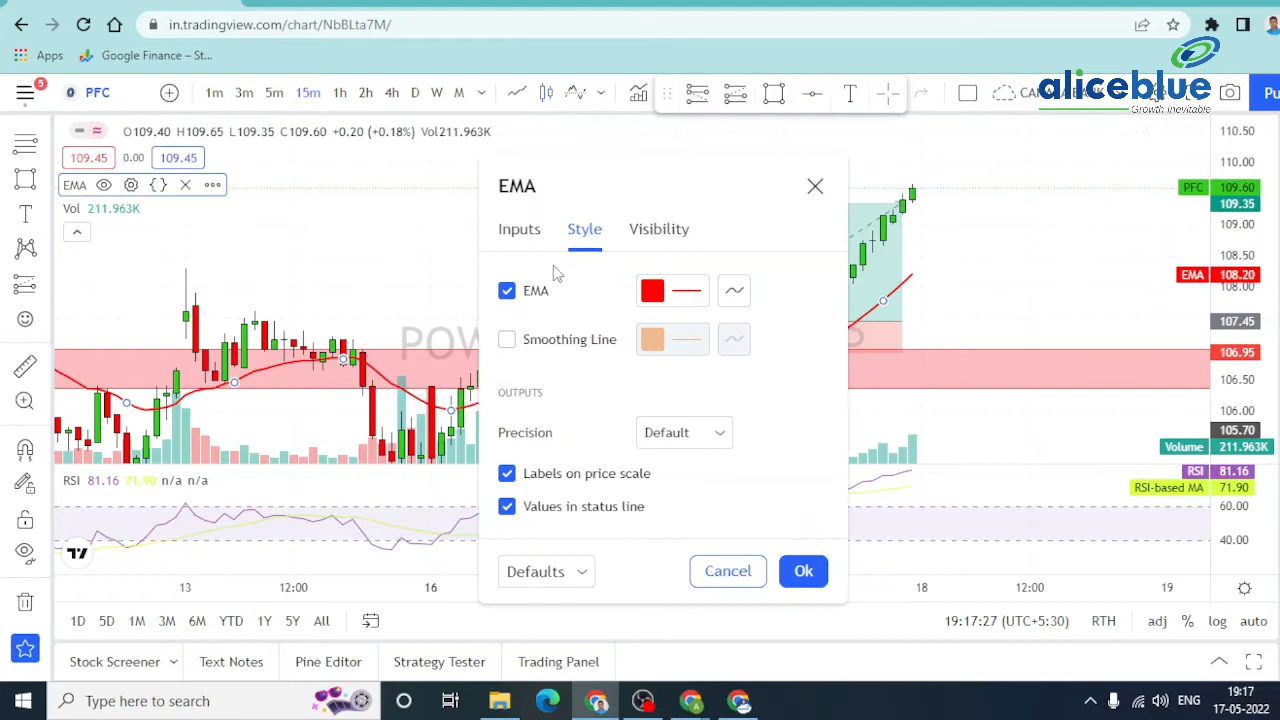 in.tradingview.com/chart/NbBLta7M/
Apps Google Finance – St...
aliceblue
Growth Inevitable
5 PFC 1m 3m 5m 15m 1h 2h 4h D W M T Pu
O109.40 H109.65 L109.35 C109.60 +0.20 (+0.18%) Vol211.963K
109.45 0.00 109.45
EMA
Vol 211.963K
EMA
Inputs Style Visibility
EMA
Smoothing Line
OUTPUTS
Precision Default
Labels on price scale
Values in status line
Defaults Cancel Ok
110.50
110.00
PFC 109.60
109.35
109.00
108.50
EMA 108.20
108.00
107.45
106.95
106.50
106.00
105.70
Volume 211.963K
RSI 81.16 71.90 n/a n/a
RSI 81.16
RSI-based MA 71.90
60.00
40.00
13 12:00 16 18 12:00 19
1D 5D 1M 3M 6M YTD 1Y 5Y All 19:17:27 (UTC+5:30) RTH adj % log auto
Stock Screener Text Notes Pine Editor Strategy Tester Trading Panel
Type here to search ENG 19:17
17-05-2022